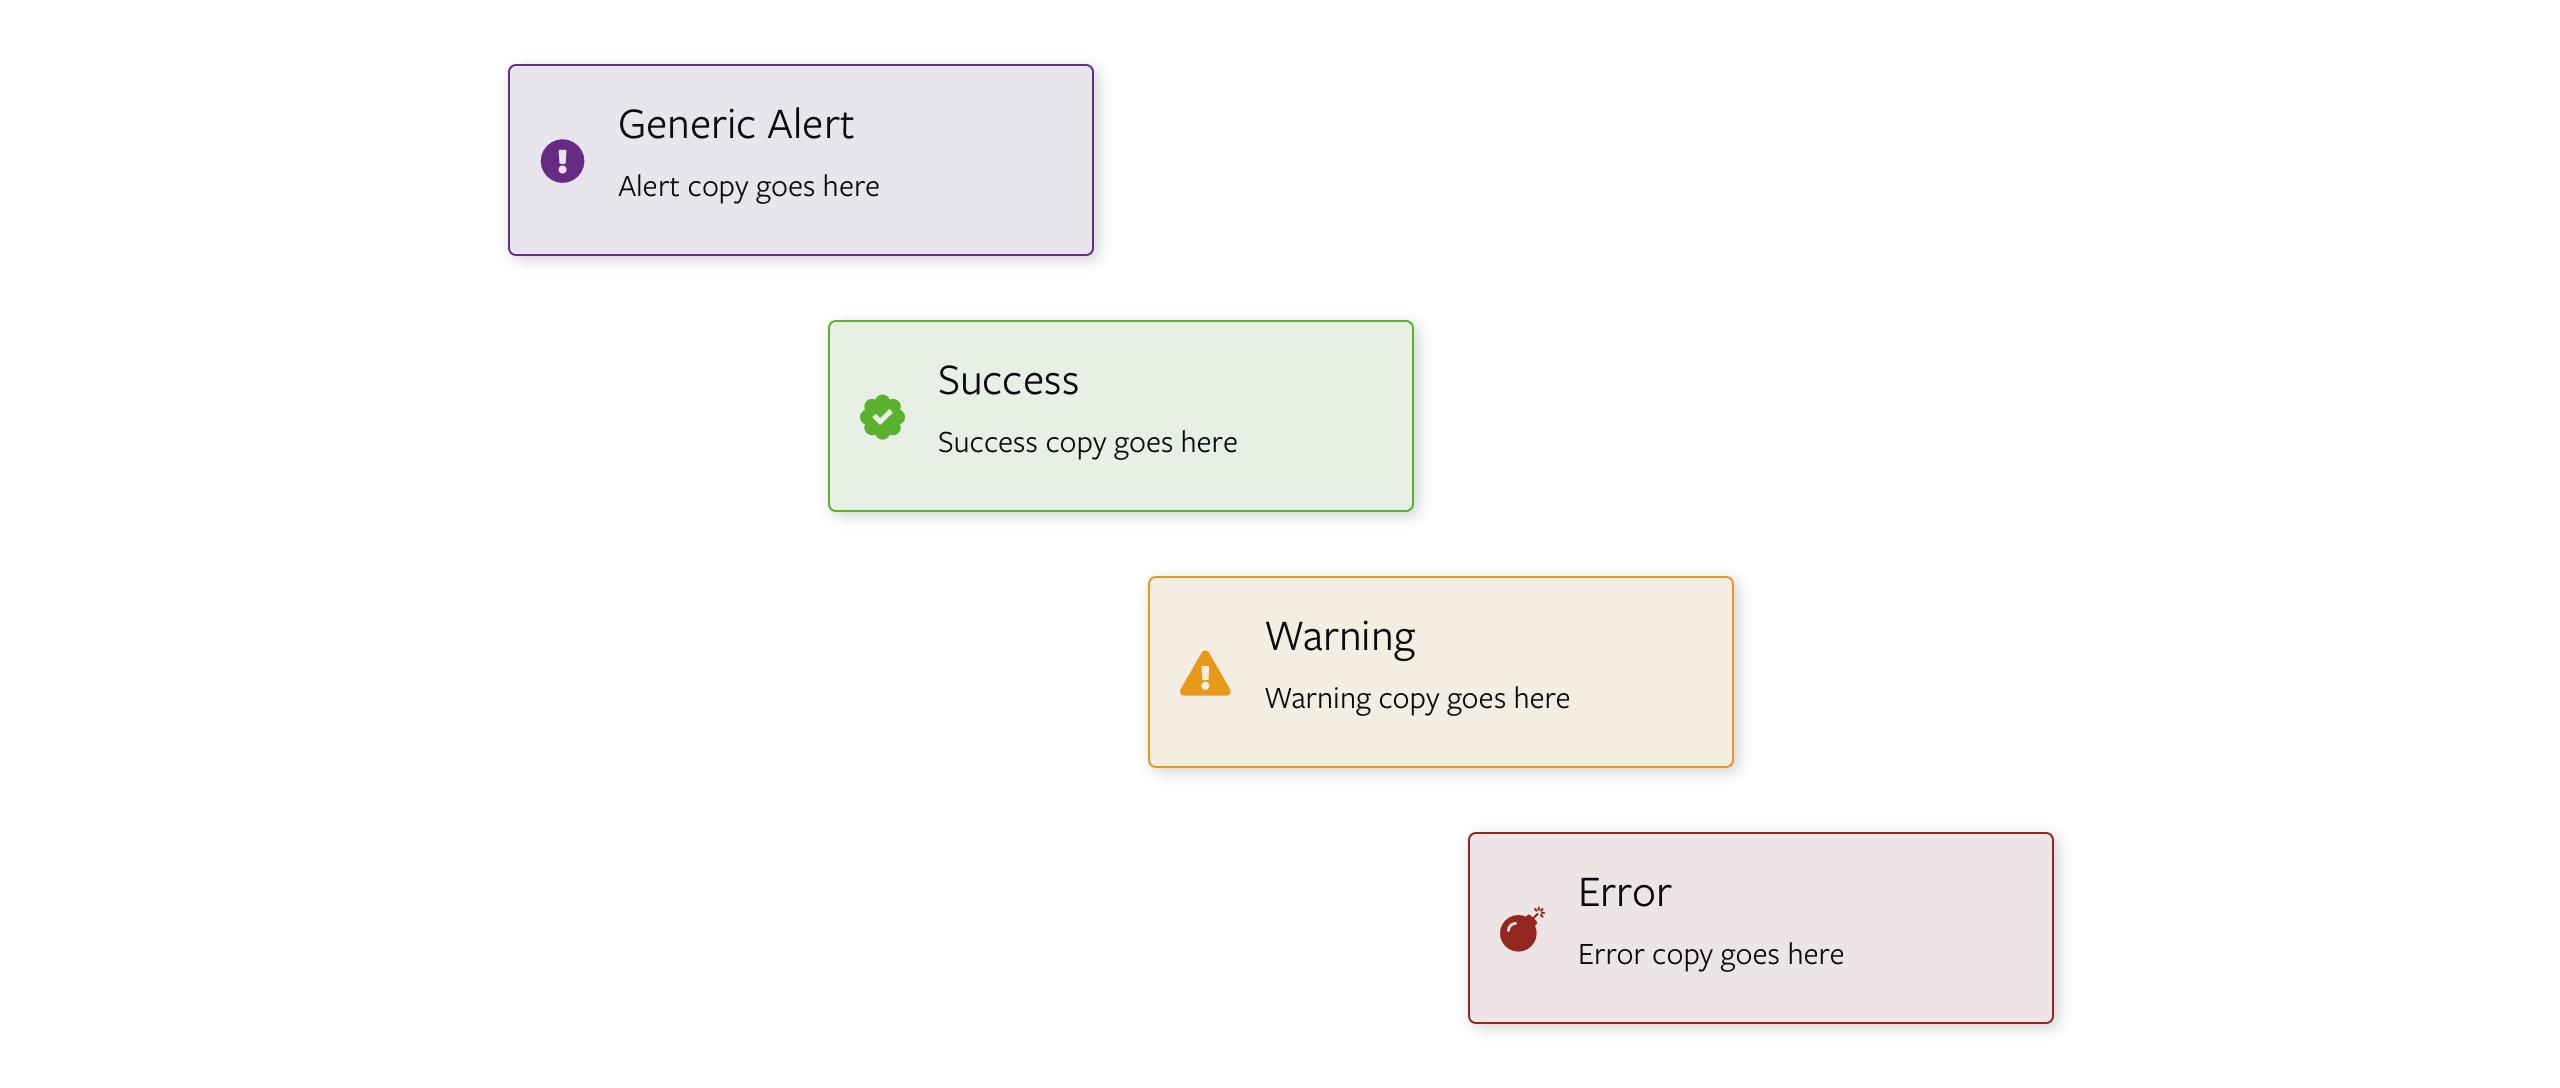 Generic Alert
Alert copy goes here
Success
Success copy goes here
Warning
Warning copy goes here
Error
Error copy goes here